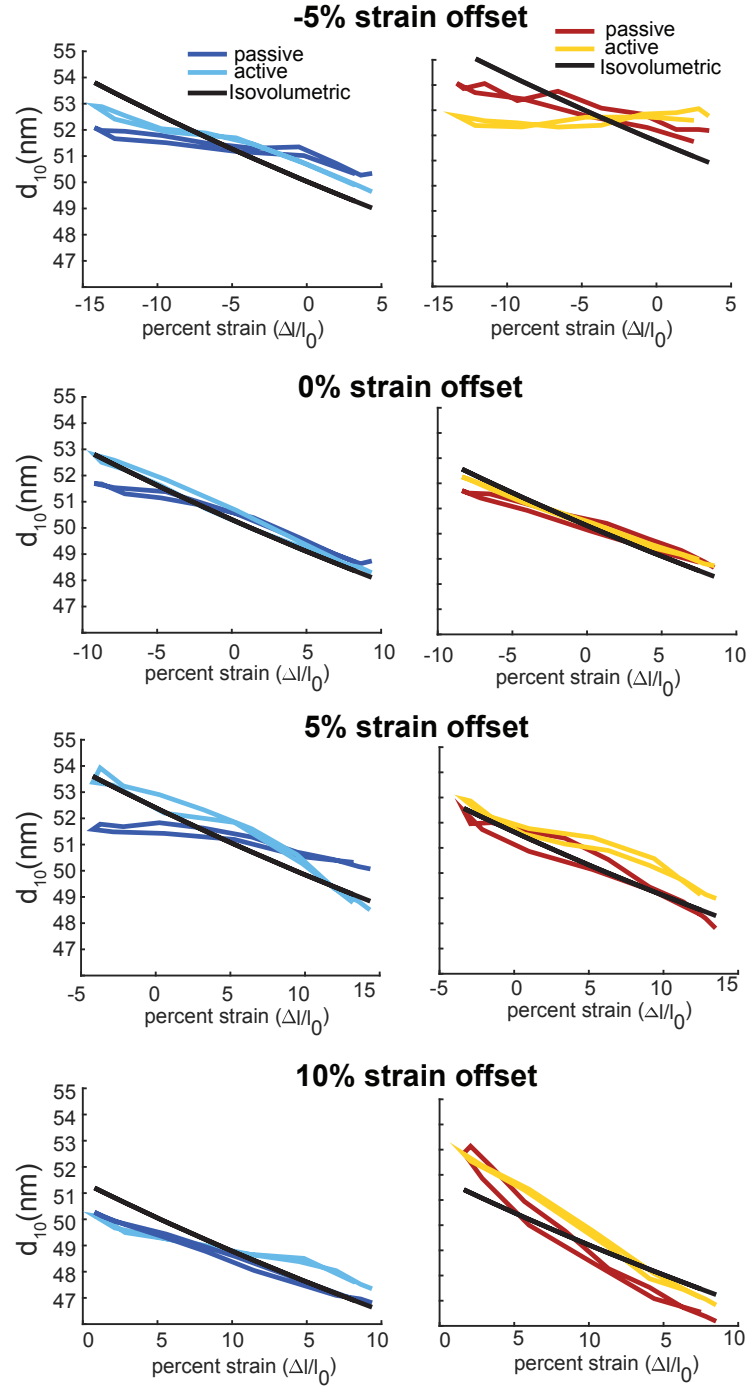 -5% strain offset
passive
active
Isovolumetric
passive
active
Isovolumetric
55
54
53
52
51
50
49
48
47
d10(nm)
-15 -10 -5 0 5
-15 -10 -5 0 5
percent strain (Δl/l0)
percent strain (Δl/l0)
0% strain offset
55
54
53
52
51
50
49
48
47
d10(nm)
-10 -5 0 5 10
-10 -5 0 5 10
percent strain (Δl/l0)
percent strain (Δl/l0)
5% strain offset
55
54
53
52
51
50
49
48
47
d10(nm)
-5 0 5 10 15
-5 0 5 10 15
percent strain (Δl/l0)
percent strain (Δl/l0)
10% strain offset
55
54
53
52
51
50
49
48
47
d10(nm)
0 5 10 0 10
0 5 10 10
percent strain (Δl/l0)
percent strain (Δl/l0)